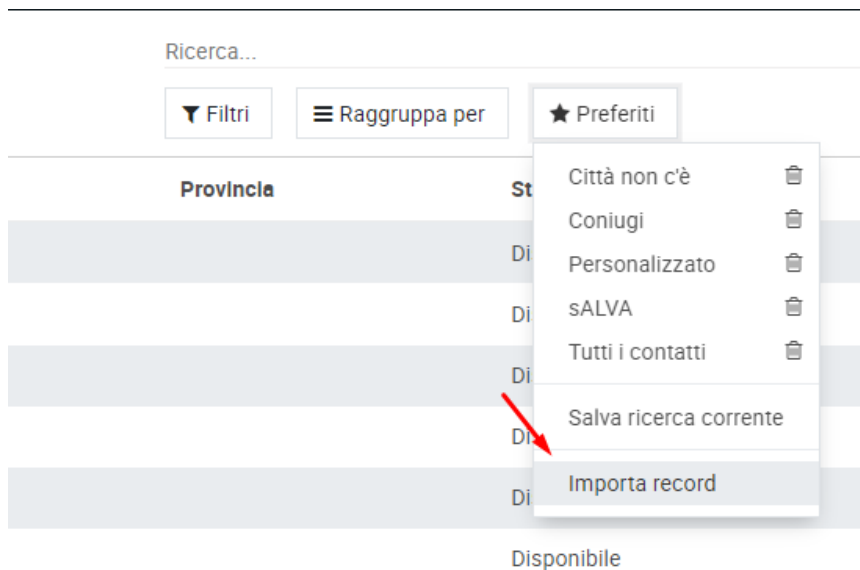 Ricerca...
Filtri
Raggruppa per
Preferiti
Provincia
St
Città non c'è
Coniugi
Di
Personalizzato
sALVA
Di
Tutti i contatti
Di
Salva ricerca corrente
Di
Importa record
Di
Disponibile